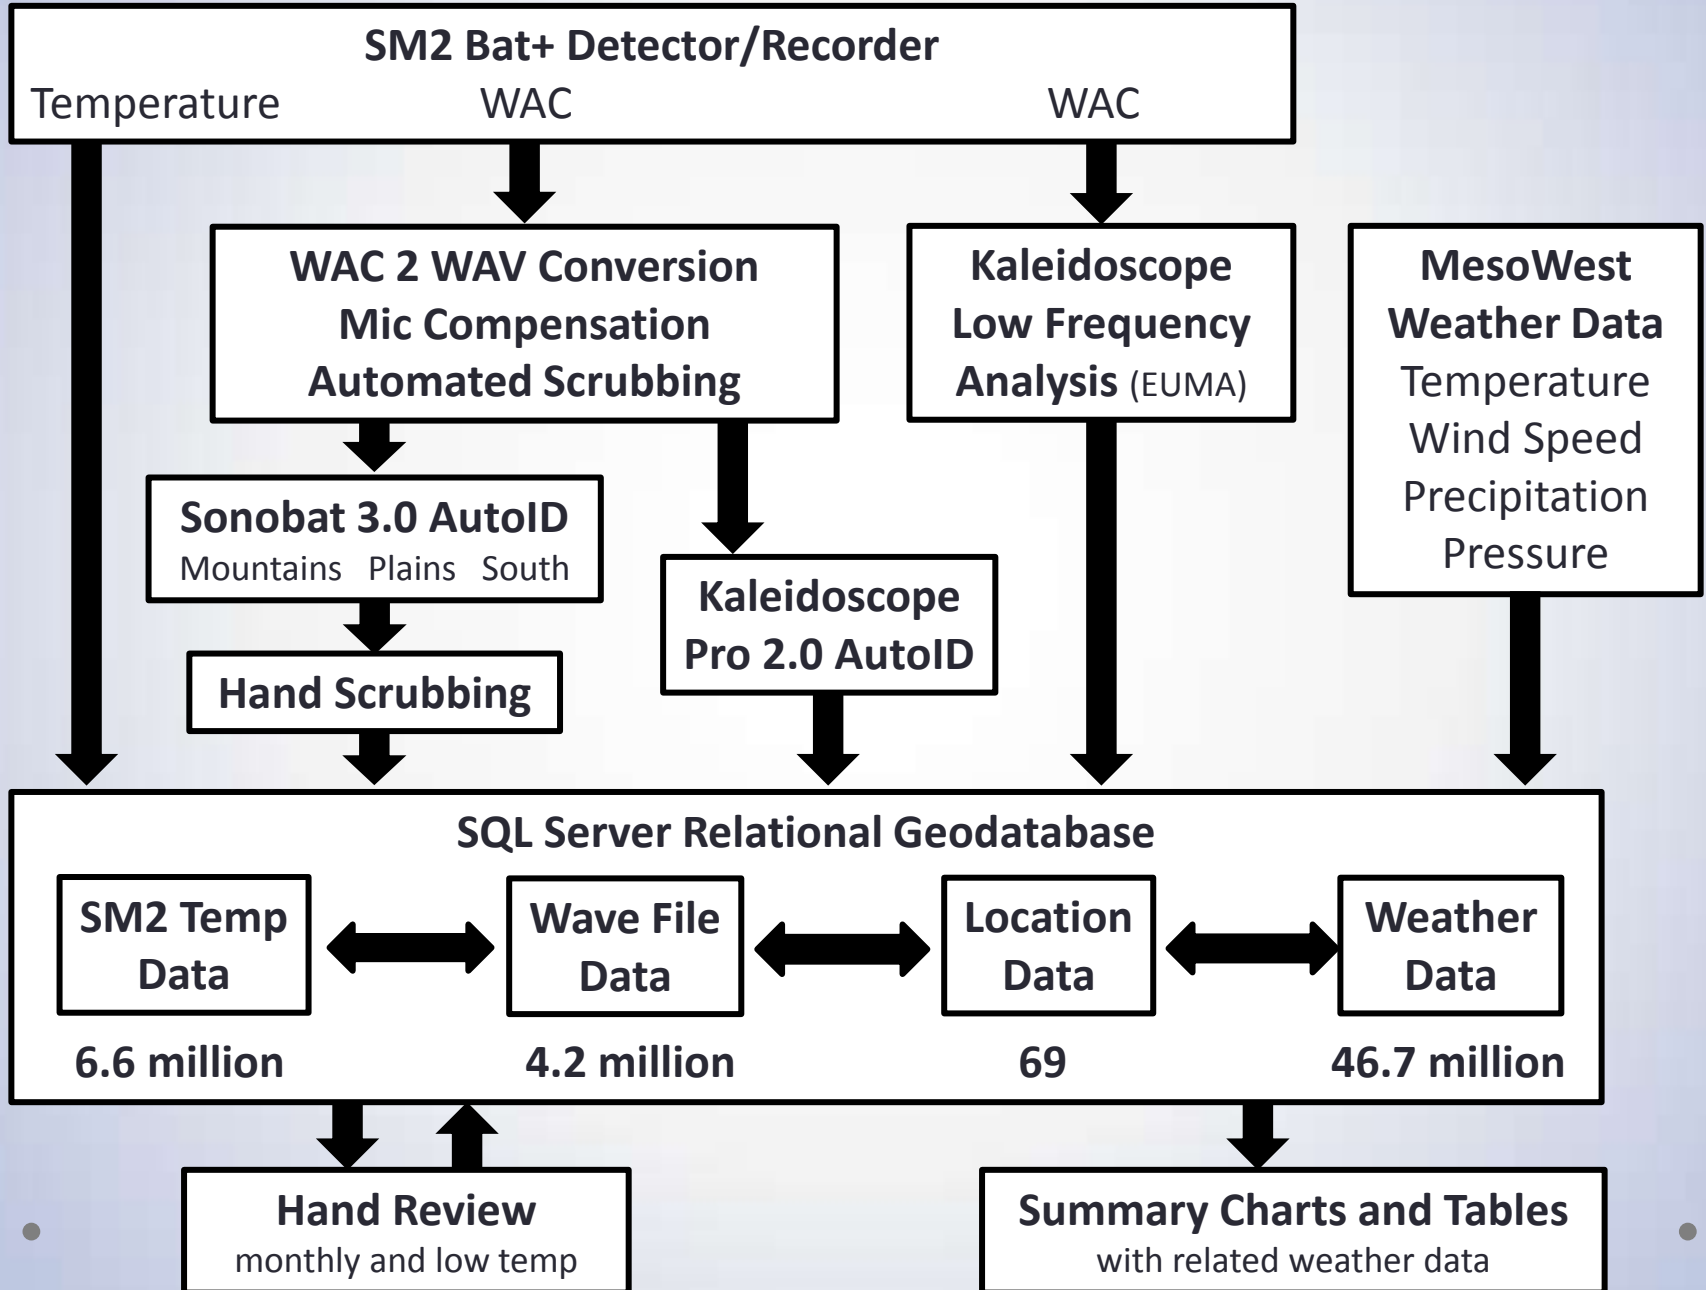 SM2 Bat+ Detector/Recorder
Temperature WAC WAC
WAC 2 WAV Conversion
Mic Compensation
Automated Scrubbing
Kaleidoscope
Low Frequency
Analysis (EUMA)
MesoWest
Weather Data
Temperature
Wind Speed
Precipitation
Pressure
Sonobat 3.0 AutoID
Mountains Plains South
Kaleidoscope
Pro 2.0 AutoID
Hand Scrubbing
SQL Server Relational Geodatabase
SM2 Temp
Data
Wave File
Data
Location
Data
Weather
Data
6.6 million 4.2 million 69 46.7 million
Hand Review
monthly and low temp
Summary Charts and Tables
with related weather data